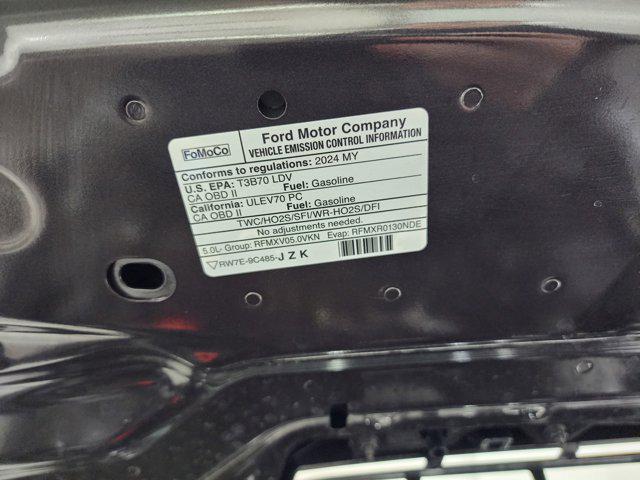 FoMoCo
Ford Motor Company
VEHICLE EMISSION CONTROL INFORMATION
Conforms to regulations: 2024 MY
U.S. EPA: T3B70 LDV
CA OBD II Fuel: Gasoline
California: ULEV70 PC
CA OBD II Fuel: Gasoline
TWC/HO2S/SFI/WR-HO2S/DFI
No adjustments needed.
5.0L- Group: RFMXV05.0VKN Evap: RFMXR0130NDE
RW7E-9C485-JZK